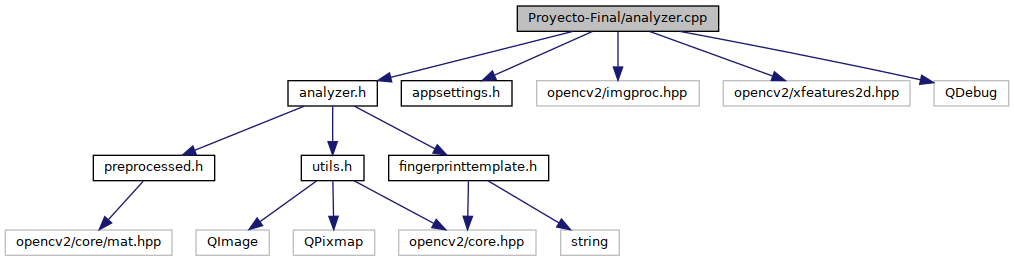 Proyecto-Final/analyzer.cpp
analyzer.h
appsettings.h
opencv2/imgproc.hpp
opencv2/xfeatures2d.hpp
QDebug
preprocessed.h
utils.h
fingerprinttemplate.h
opencv2/core/mat.hpp
QImage
QPixmap
opencv2/core.hpp
string